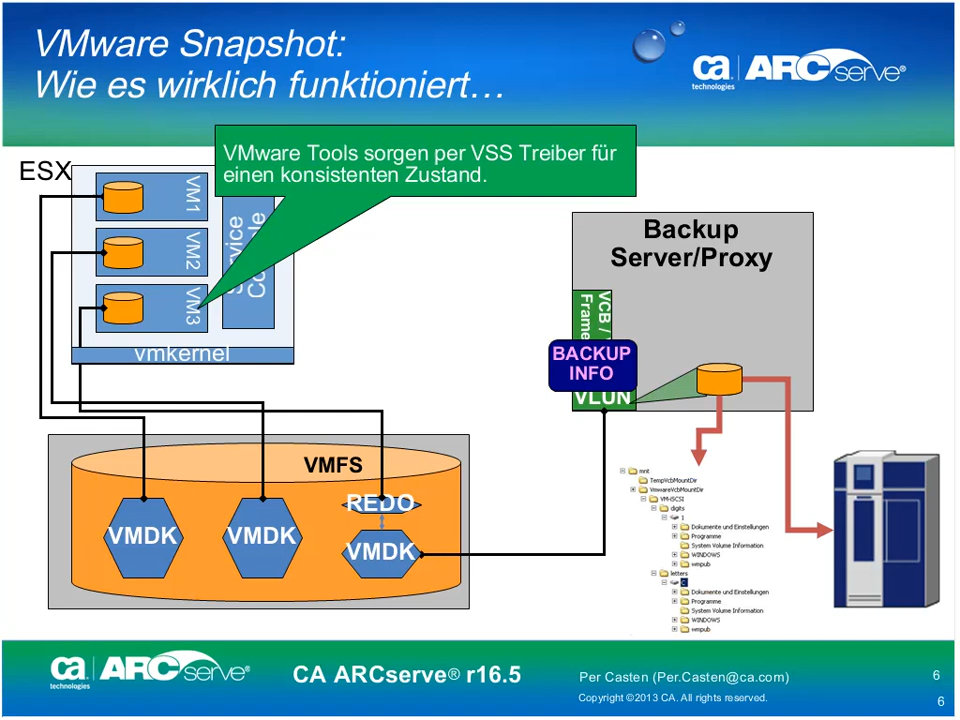 VMware Snapshot:
Wie es wirklich funktioniert…
ca
technologies
ARCserve®
VMware Tools sorgen per VSS Treiber für
einen konsistenten Zustand.
ESX
VM1
VM2
VM3
vmkernel
Backup
Server/Proxy
VCB /
BACKUP
INFO
VLUN
VMFS
REDO
VMDK
VMDK
VMDK
mnt
TempVcbMountDir
VmwareVcbMountDir
VM-iSCSI
digits
1
Dokumente und Einstellungen
Programme
System Volume Information
WINDOWS
wmpub
letters
C
Dokumente und Einstellungen
Programme
System Volume Information
WINDOWS
wmpub
ca
technologies
ARCserve®
CA ARCserve® r16.5
Per Casten (Per.Casten@ca.com)
Copyright ©2013 CA. All rights reserved.
6
6